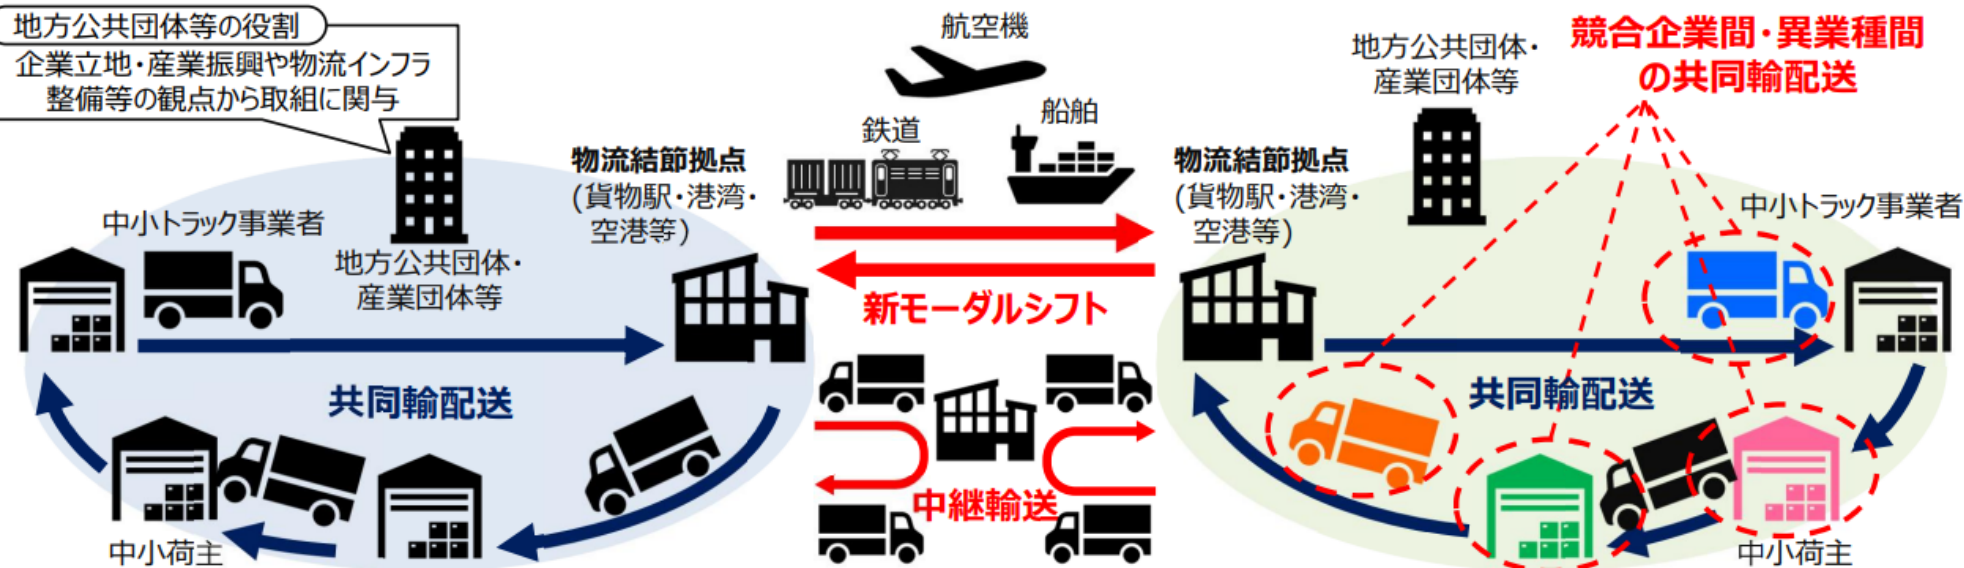 地方公共団体等の役割
企業立地・産業振興や物流インフラ
整備等の観点から取組に関与
中小トラック事業者
地方公共団体・
産業団体等
物流結節拠点
(貨物駅・港湾・
空港等)
共同輸配送
中小荷主
航空機
鉄道
船舶
新モーダルシフト
中継輸送
物流結節拠点
(貨物駅・港湾・
空港等)
地方公共団体・
産業団体等
競合企業間・異業種間
の共同輸配送
中小トラック事業者
共同輸配送
中小荷主